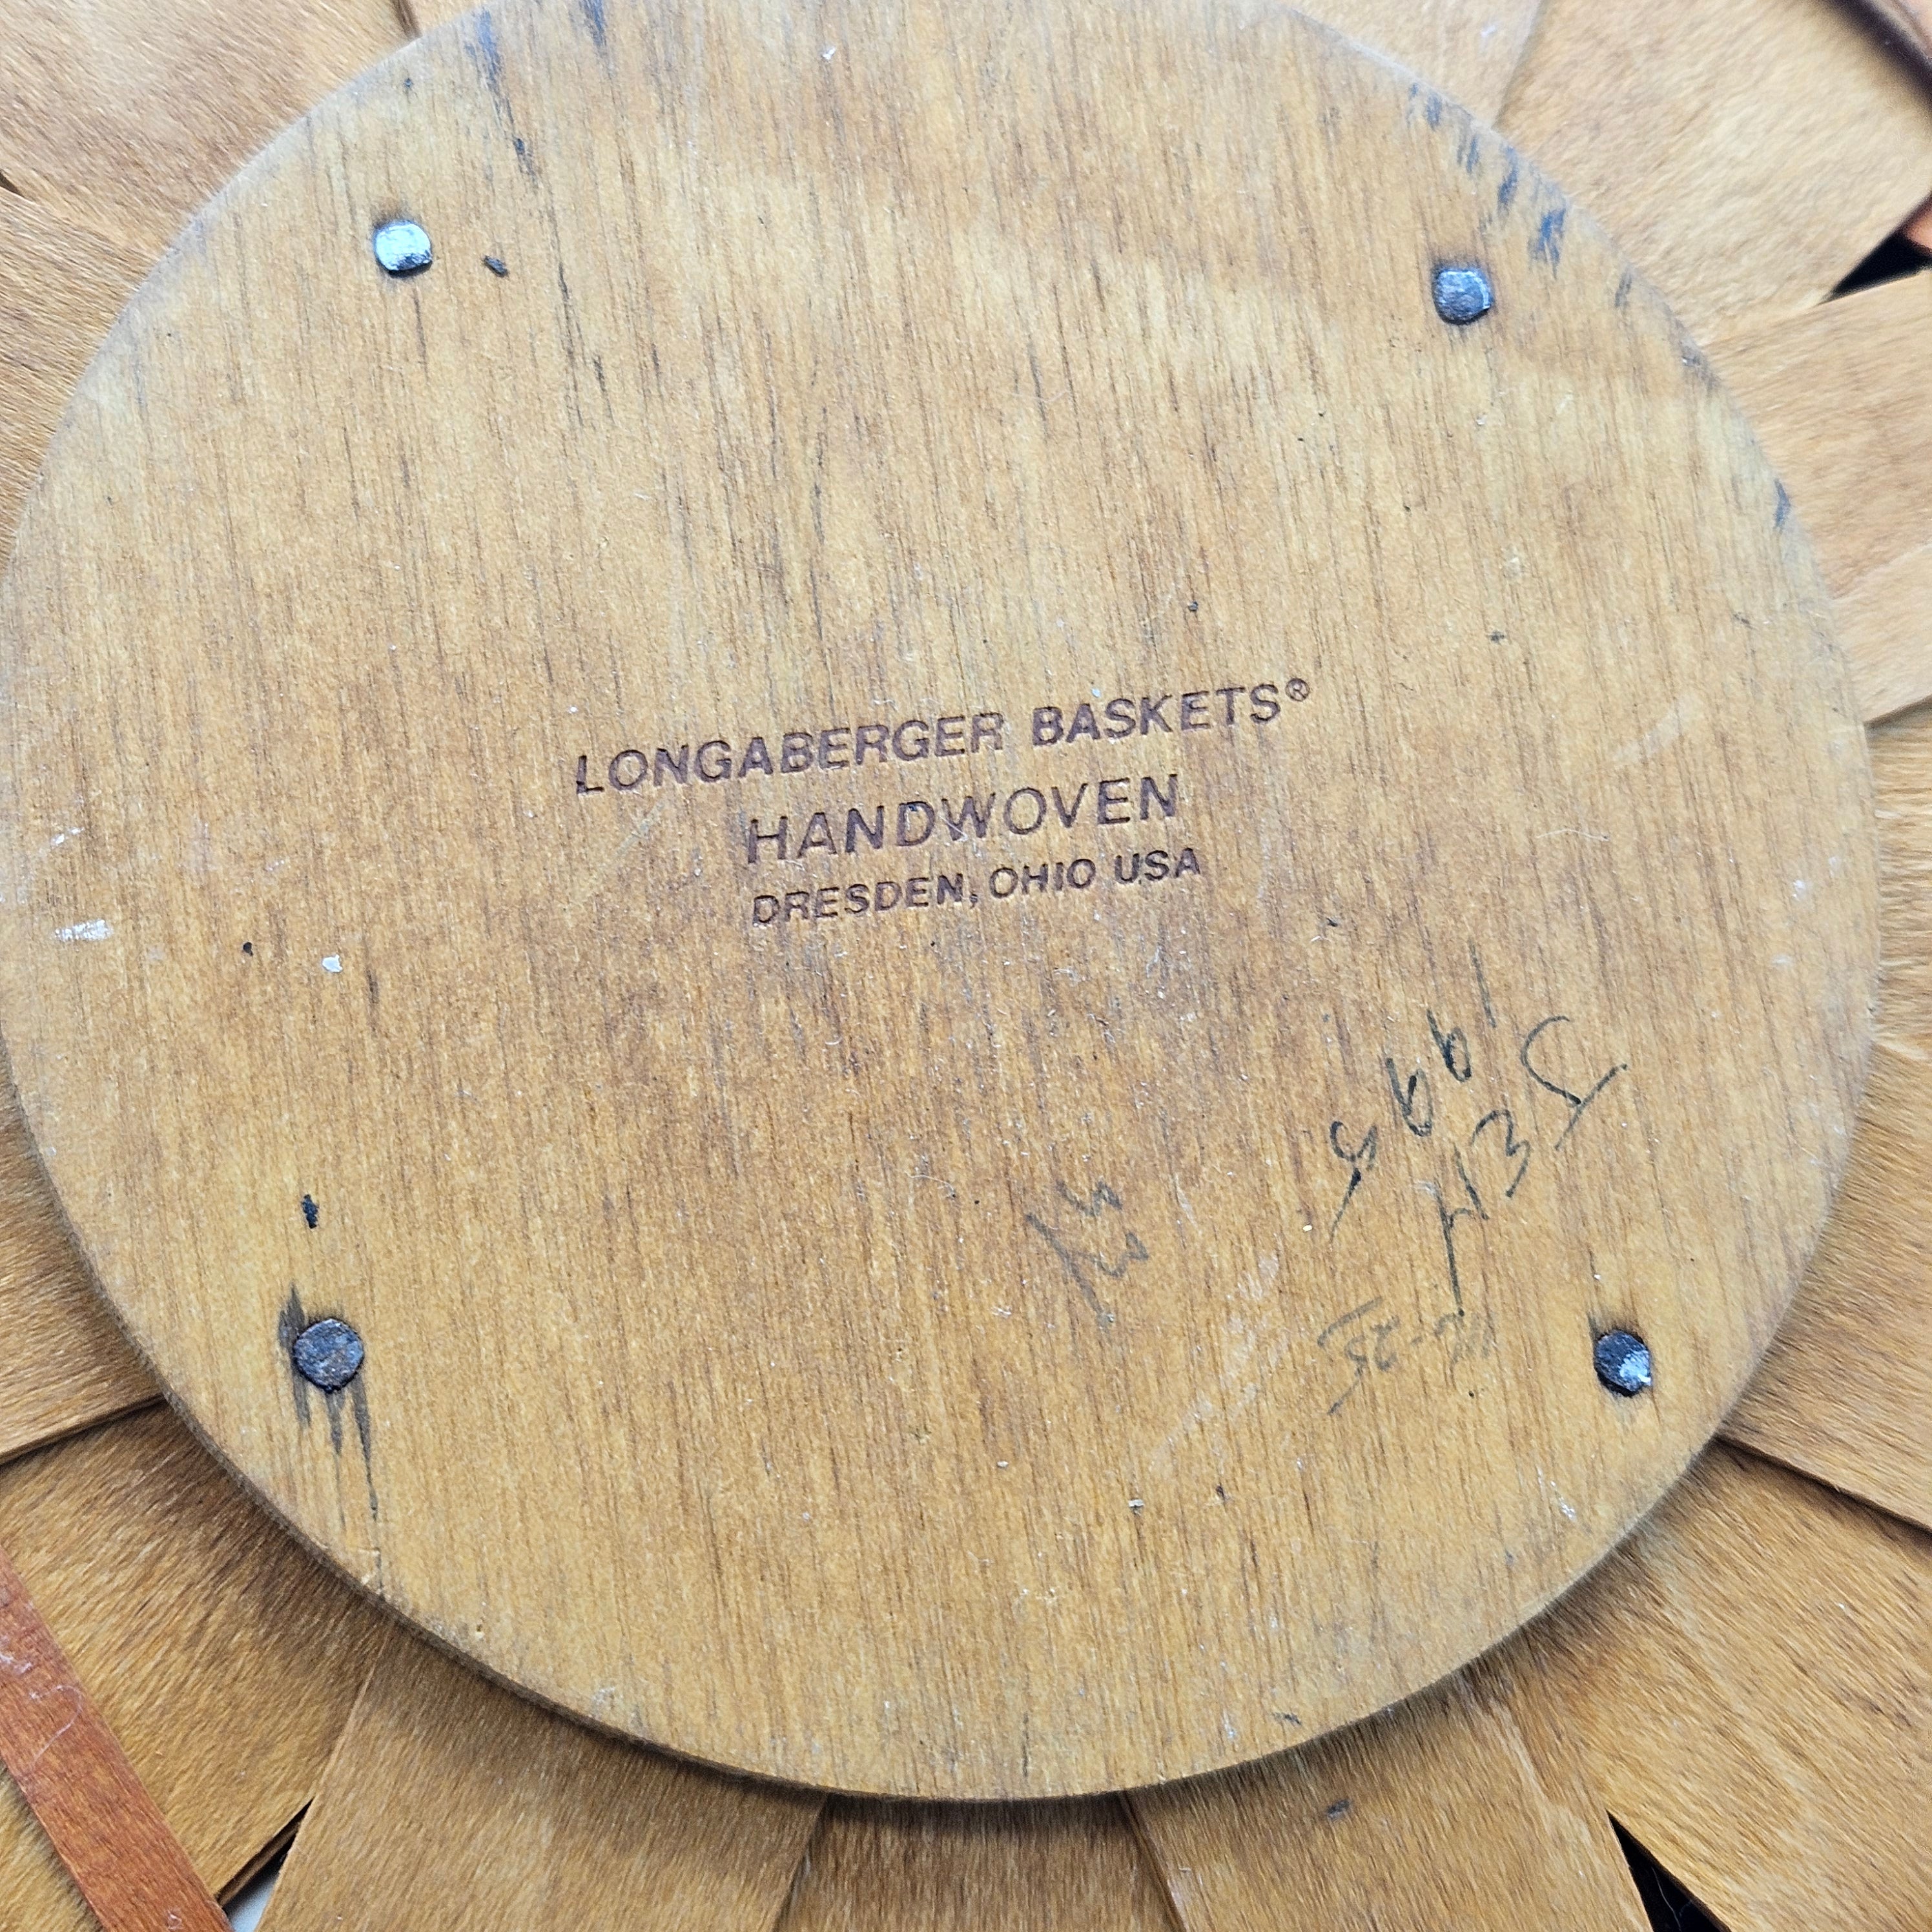 LONGABERGER BASKETS®
HANDWOVEN
DRESDEN, OHIO USA
1995